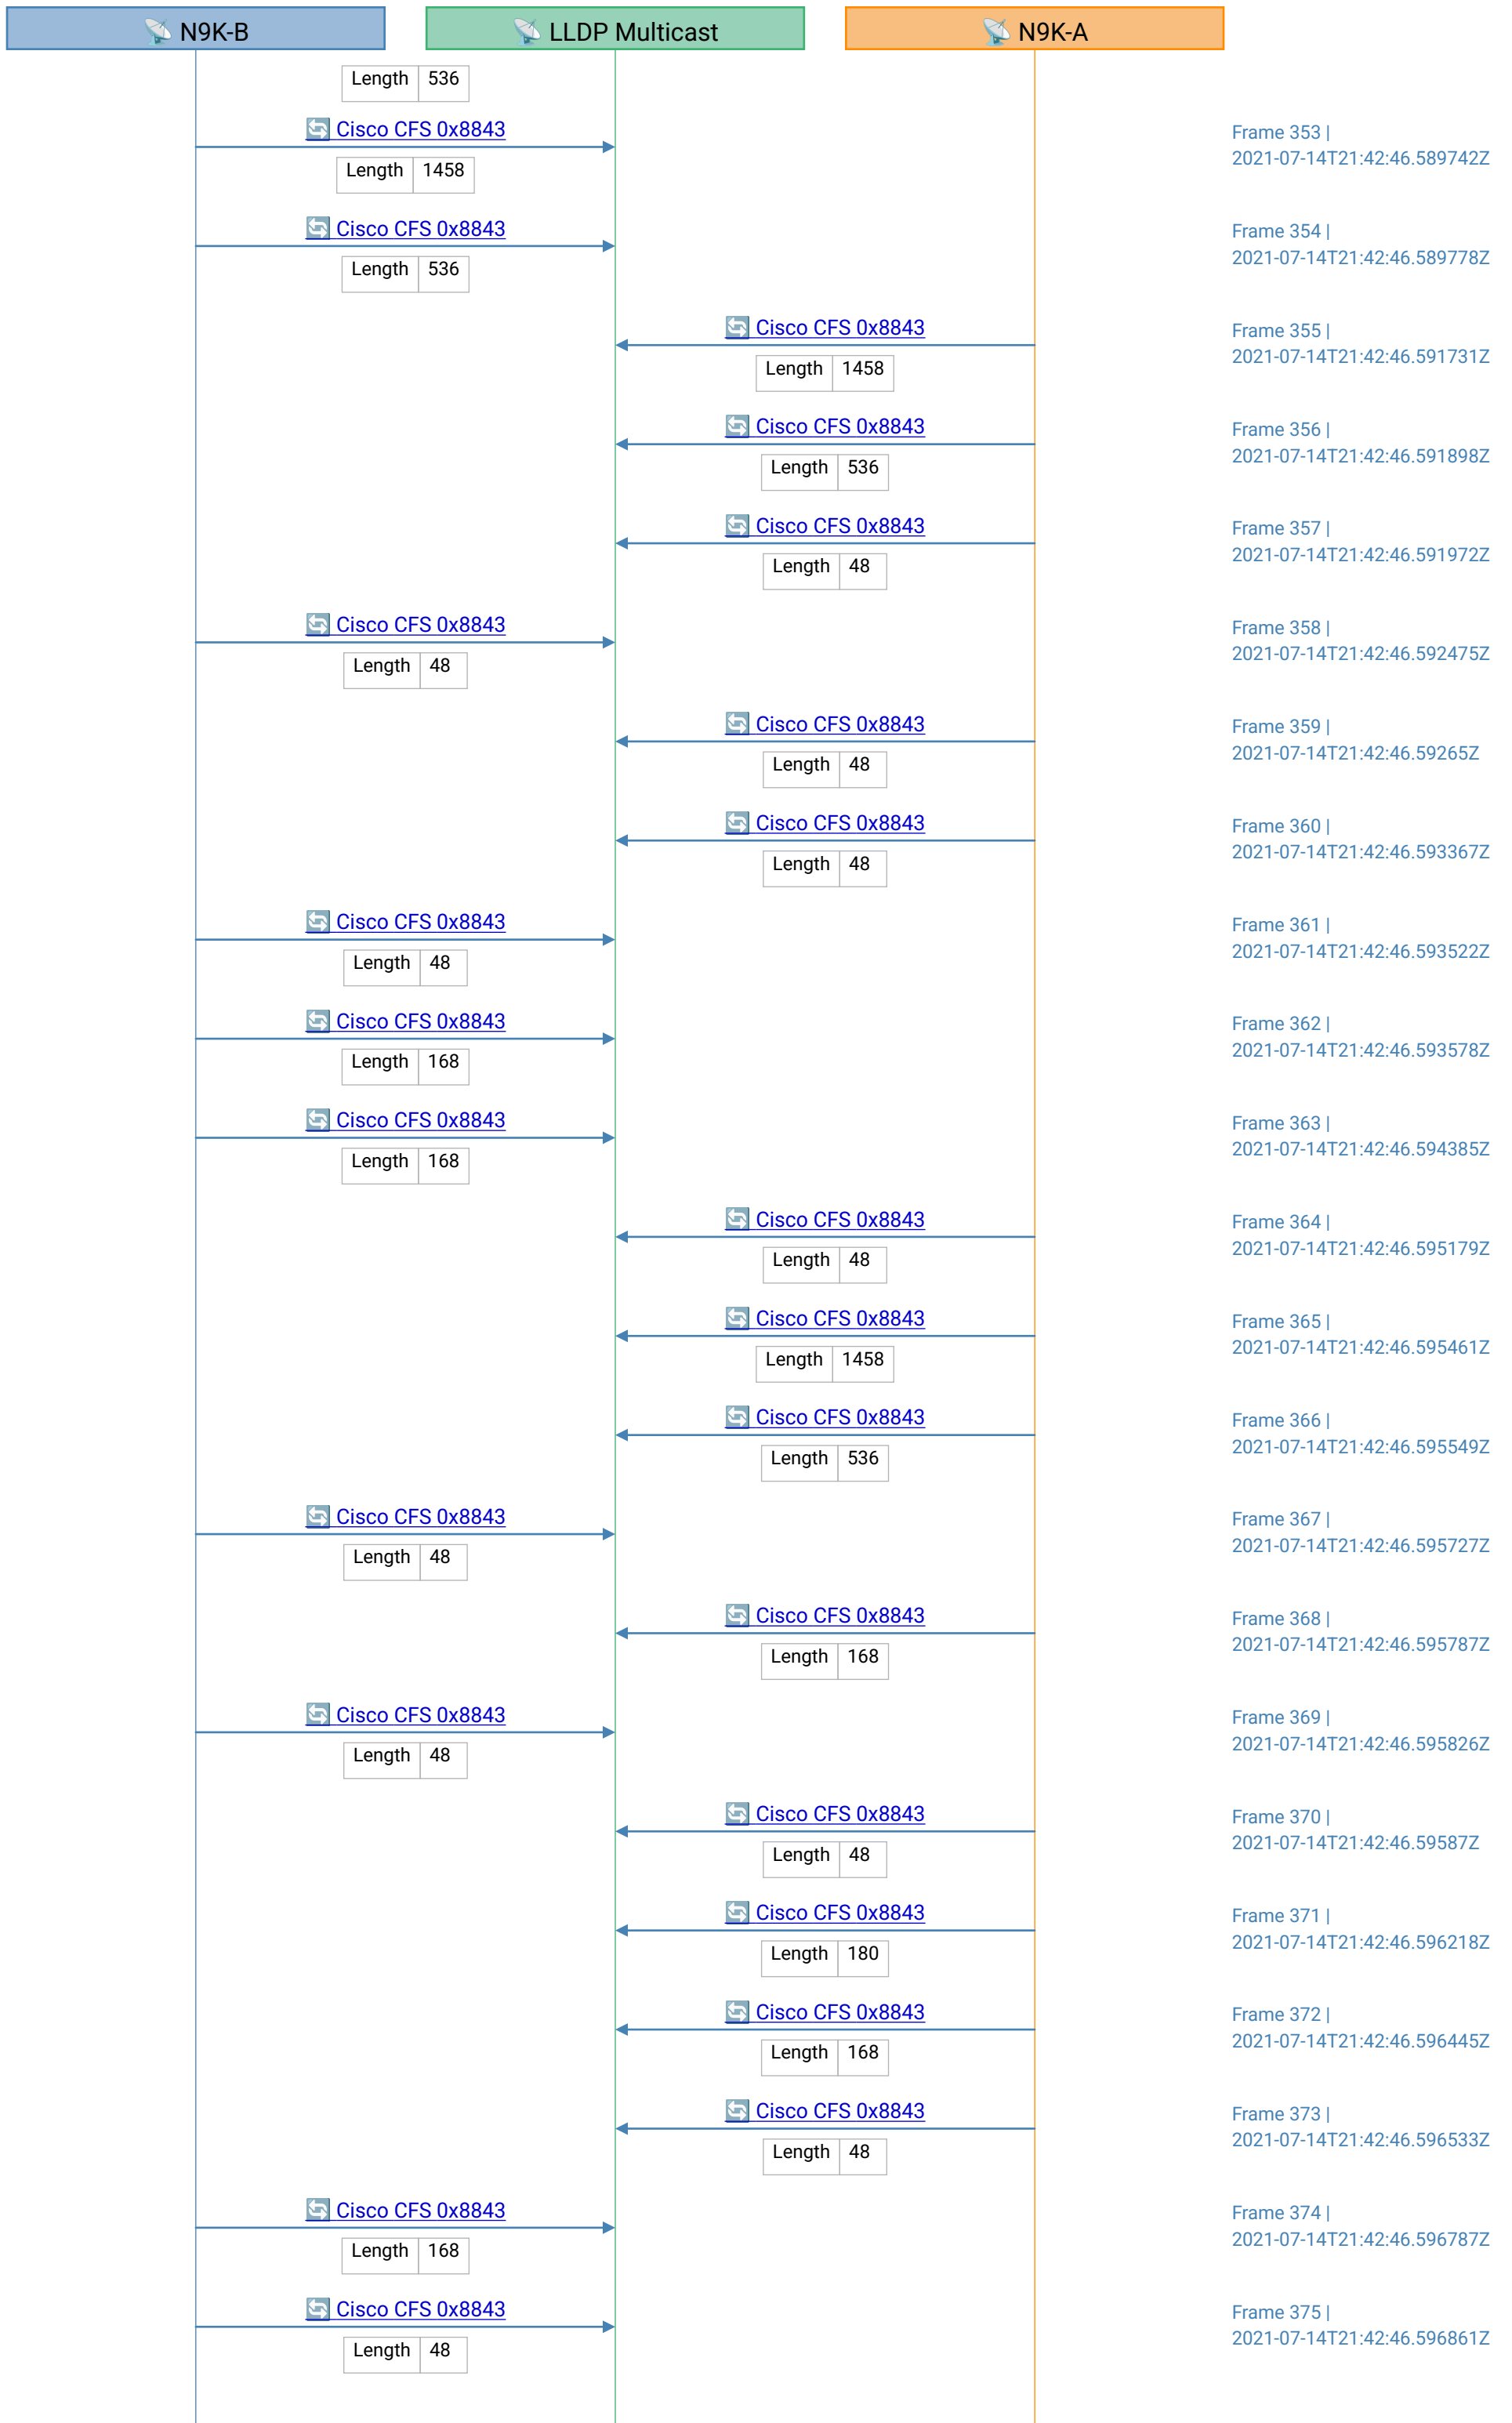 N9K-B
LLDP Multicast
N9K-A
Length 536
Cisco CFS 0x8843
Frame 353 |
2021-07-14T21:42:46.589742Z
Length 1458
Cisco CFS 0x8843
Frame 354 |
2021-07-14T21:42:46.589778Z
Length 536
Cisco CFS 0x8843
Frame 355 |
2021-07-14T21:42:46.591731Z
Length 1458
Cisco CFS 0x8843
Frame 356 |
2021-07-14T21:42:46.591898Z
Length 536
Cisco CFS 0x8843
Frame 357 |
2021-07-14T21:42:46.591972Z
Length 48
Cisco CFS 0x8843
Frame 358 |
2021-07-14T21:42:46.592475Z
Length 48
Cisco CFS 0x8843
Frame 359 |
2021-07-14T21:42:46.59265Z
Length 48
Cisco CFS 0x8843
Frame 360 |
2021-07-14T21:42:46.593367Z
Length 48
Cisco CFS 0x8843
Frame 361 |
2021-07-14T21:42:46.593522Z
Length 48
Cisco CFS 0x8843
Frame 362 |
2021-07-14T21:42:46.593578Z
Length 168
Cisco CFS 0x8843
Frame 363 |
2021-07-14T21:42:46.594385Z
Length 168
Cisco CFS 0x8843
Frame 364 |
2021-07-14T21:42:46.595179Z
Length 48
Cisco CFS 0x8843
Frame 365 |
2021-07-14T21:42:46.595461Z
Length 1458
Cisco CFS 0x8843
Frame 366 |
2021-07-14T21:42:46.595549Z
Length 536
Cisco CFS 0x8843
Frame 367 |
2021-07-14T21:42:46.595727Z
Length 48
Cisco CFS 0x8843
Frame 368 |
2021-07-14T21:42:46.595787Z
Length 168
Cisco CFS 0x8843
Frame 369 |
2021-07-14T21:42:46.595826Z
Length 48
Cisco CFS 0x8843
Frame 370 |
2021-07-14T21:42:46.59587Z
Length 48
Cisco CFS 0x8843
Frame 371 |
2021-07-14T21:42:46.596218Z
Length 180
Cisco CFS 0x8843
Frame 372 |
2021-07-14T21:42:46.596445Z
Length 168
Cisco CFS 0x8843
Frame 373 |
2021-07-14T21:42:46.596533Z
Length 48
Cisco CFS 0x8843
Frame 374 |
2021-07-14T21:42:46.596787Z
Length 168
Cisco CFS 0x8843
Frame 375 |
2021-07-14T21:42:46.596861Z
Length 48